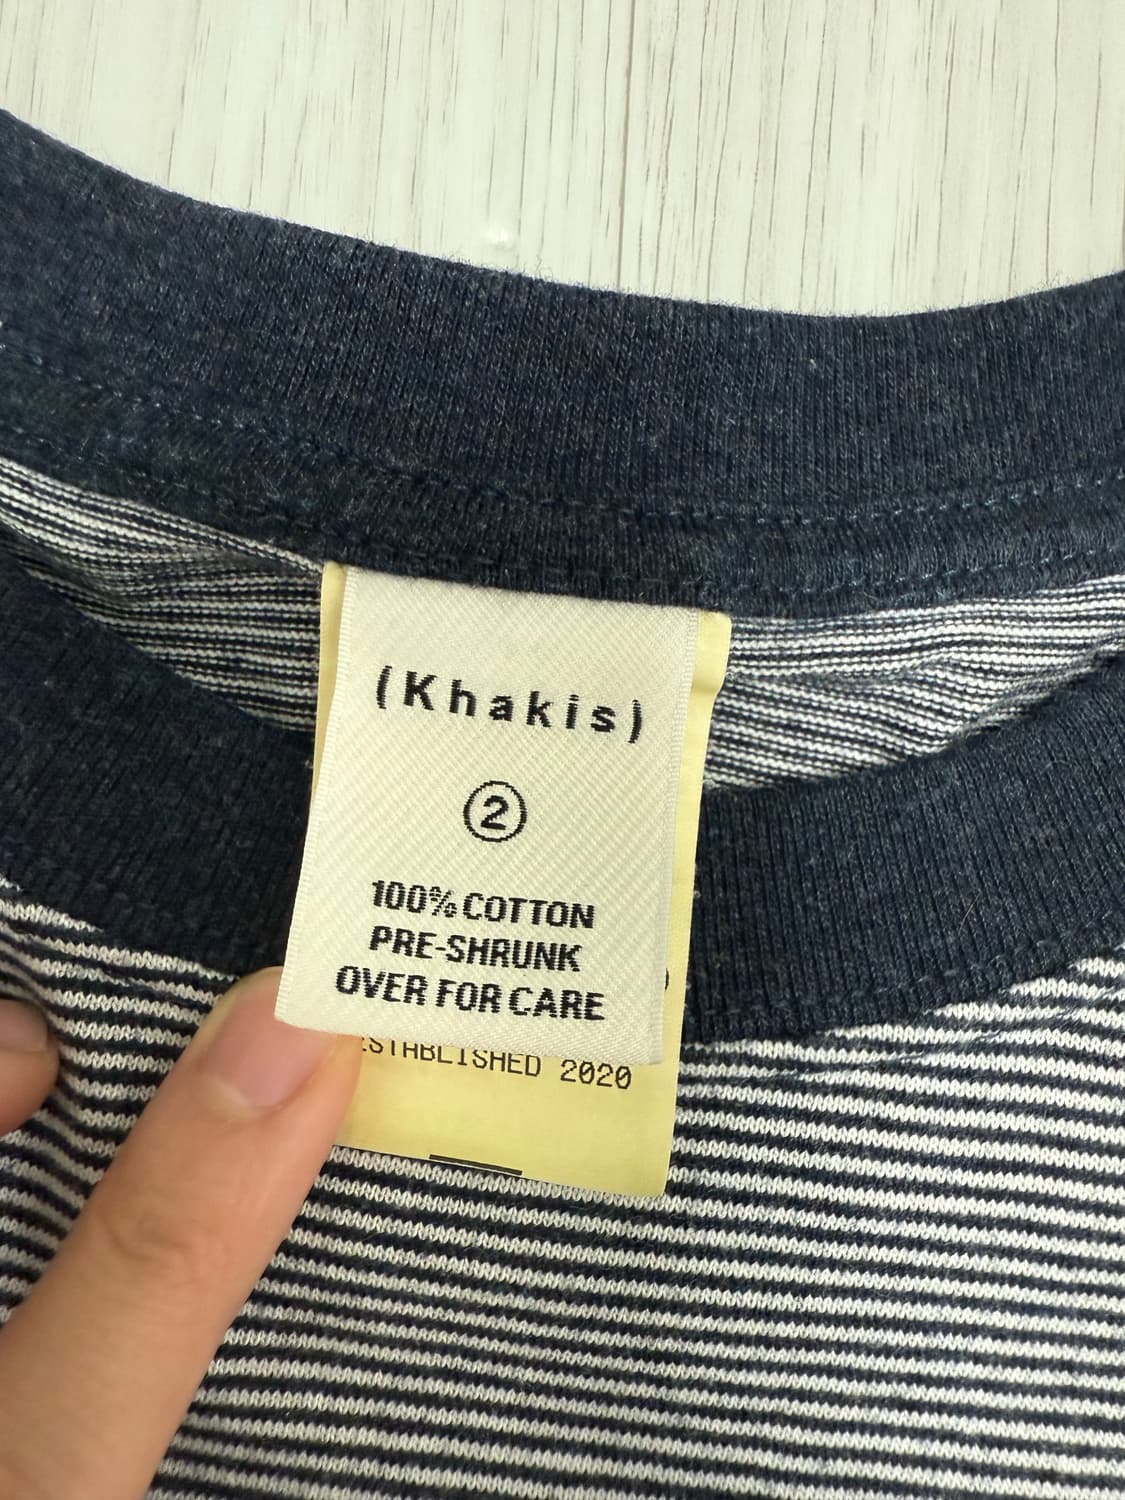 (Khakis)
2
100% COTTON
PRE-SHRUNK
OVER FOR CARE
ESTABLISHED 2020